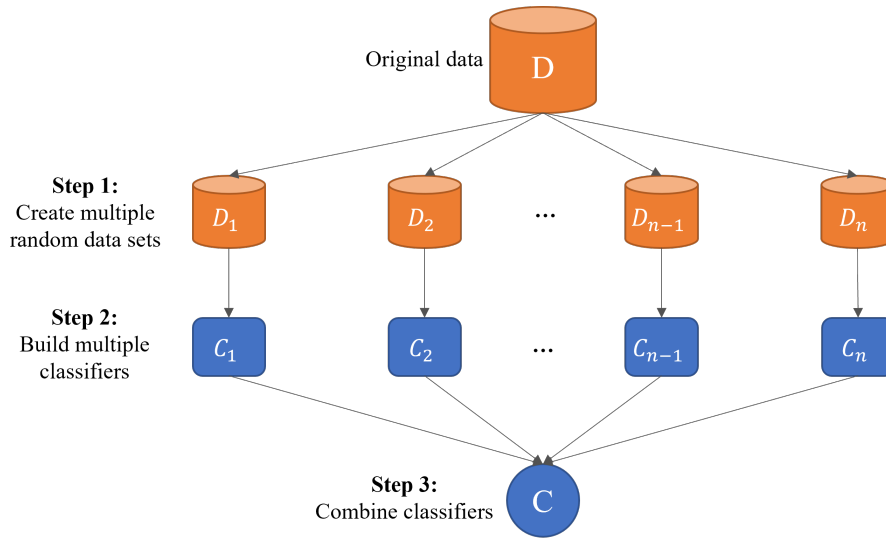 Original data
D
Step 1:
Create multiple
random data sets
D₁
D₂
...
Dₙ₋₁
Dₙ
Step 2:
Build multiple
classifiers
C₁
C₂
...
Cₙ₋₁
Cₙ
Step 3:
Combine classifiers
C